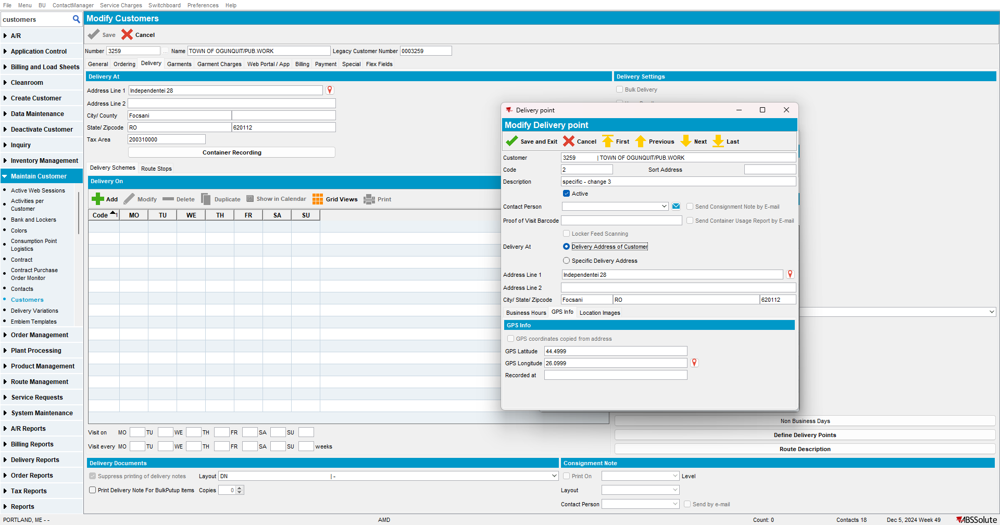 File Menu BU ContactManager Service Charges Switchboard Preferences Help
customers
A/R
Application Control
Billing and Load Sheets
Cleanroom
Create Customer
Data Maintenance
Deactivate Customer
Inquiry
Inventory Management
Maintain Customer
Active Web Sessions
Activities per
Customer
Bank and Lockers
Colors
Consumption Point
Logistics
Contract
Contract Purchase
Order Monitor
Contacts
Customers
Delivery Variations
Emblem Templates
Order Management
Plant Processing
Product Management
Route Management
Service Requests
System Maintenance
A/R Reports
Billing Reports
Delivery Reports
Order Reports
Tax Reports
Reports
Modify Customers
Save Cancel
Number 3259 ... Name TOWN OF OGUNQUIT/PUB.WORK Legacy Customer Number 0003259
General Ordering Delivery Garments Garment Charges Web Portal / App Billing Payment Special Flex Fields
Delivery At
Address Line 1 Independentei 28
Address Line 2
City/ County Focsani
State/ Zipcode RO 620112
Tax Area 200310000
Container Recording
Delivery Schemes Route Stops
Delivery On
Add Modify Delete Duplicate 16 Show in Calendar Grid Views Print
Code 1 MO TU WE TH FR SA SU
Visit on MO TU WE TH FR SA SU
Visit every MO TU WE TH FR SA SU weeks
Delivery Documents
Suppress printing of delivery notes Layout DN | -
Print Delivery Note For BulkPutup Items Copies 0
Delivery Settings
Bulk Delivery
Delivery point
Modify Delivery point
Save and Exit Cancel First Previous Next Last
Customer 3259 | TOWN OF OGUNQUIT/PUB.WORK
Code 2 Sort Address
Description specific - change 3
Active
Contact Person Send Consignment Note by E-mail
Proof of Visit Barcode Send Container Usage Report by E-mail
Locker Feed Scanning
Delivery At Delivery Address of Customer
Specific Delivery Address
Address Line 1 Independentei 28
Address Line 2
City/ State/ Zipcode Focsani RO 620112
Business Hours GPS Info Location Images
GPS Info
GPS coordinates copied from address
GPS Latitude 44.4999
GPS Longitude 26.0999
Recorded at
Non Business Days
Define Delivery Points
Route Description
Consignment Note
Print On Level
Layout
Contact Person Send by e-mail
PORTLAND, ME - - AMD Count: 0 Contacts 18 Dec 5, 2024 Week 49 ABSSolute